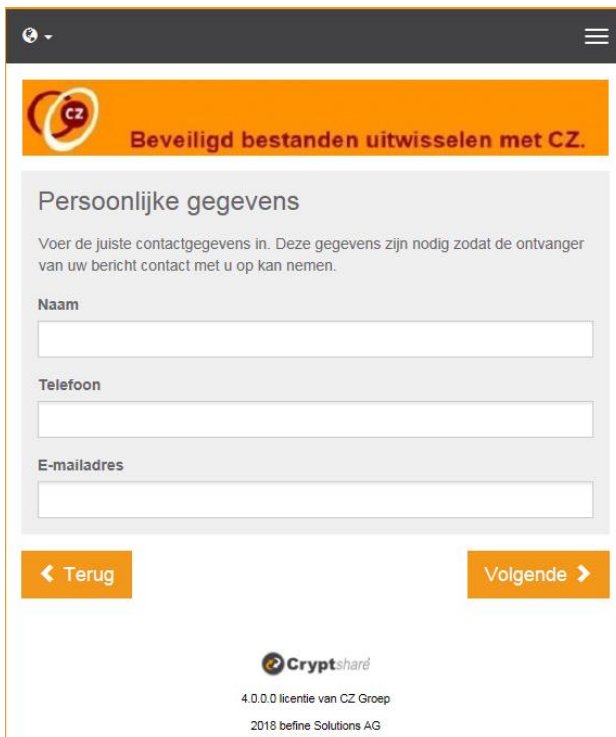 CZ
Beveiligd bestanden uitwisselen met CZ.
Persoonlijke gegevens
Voer de juiste contactgegevens in. Deze gegevens zijn nodig zodat de ontvanger
van uw bericht contact met u op kan nemen.
Naam
Telefoon
E-mailadres
Terug
Volgende
Cryptshare
4.0.0.0 licentie van CZ Groep
2018 befine Solutions AG